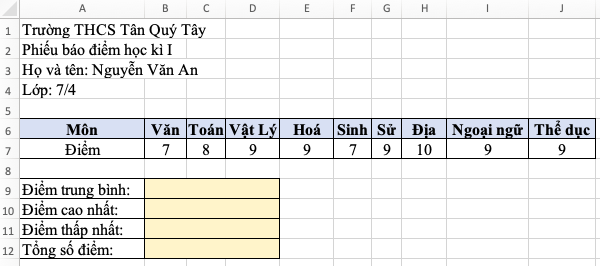 A B C D E F G H I J
1 Trường THCS Tân Quý Tây
2 Phiếu báo điểm học kì I
3 Họ và tên: Nguyễn Văn An
4 Lớp: 7/4
5
6 Môn Văn Toán Vật Lý Hoá Sinh Sử Địa Ngoại ngữ Thể dục
7 Điểm 7 8 9 9 7 9 10 9 9
8
9 Điểm trung bình:
10 Điểm cao nhất:
11 Điểm thấp nhất:
12 Tổng số điểm: